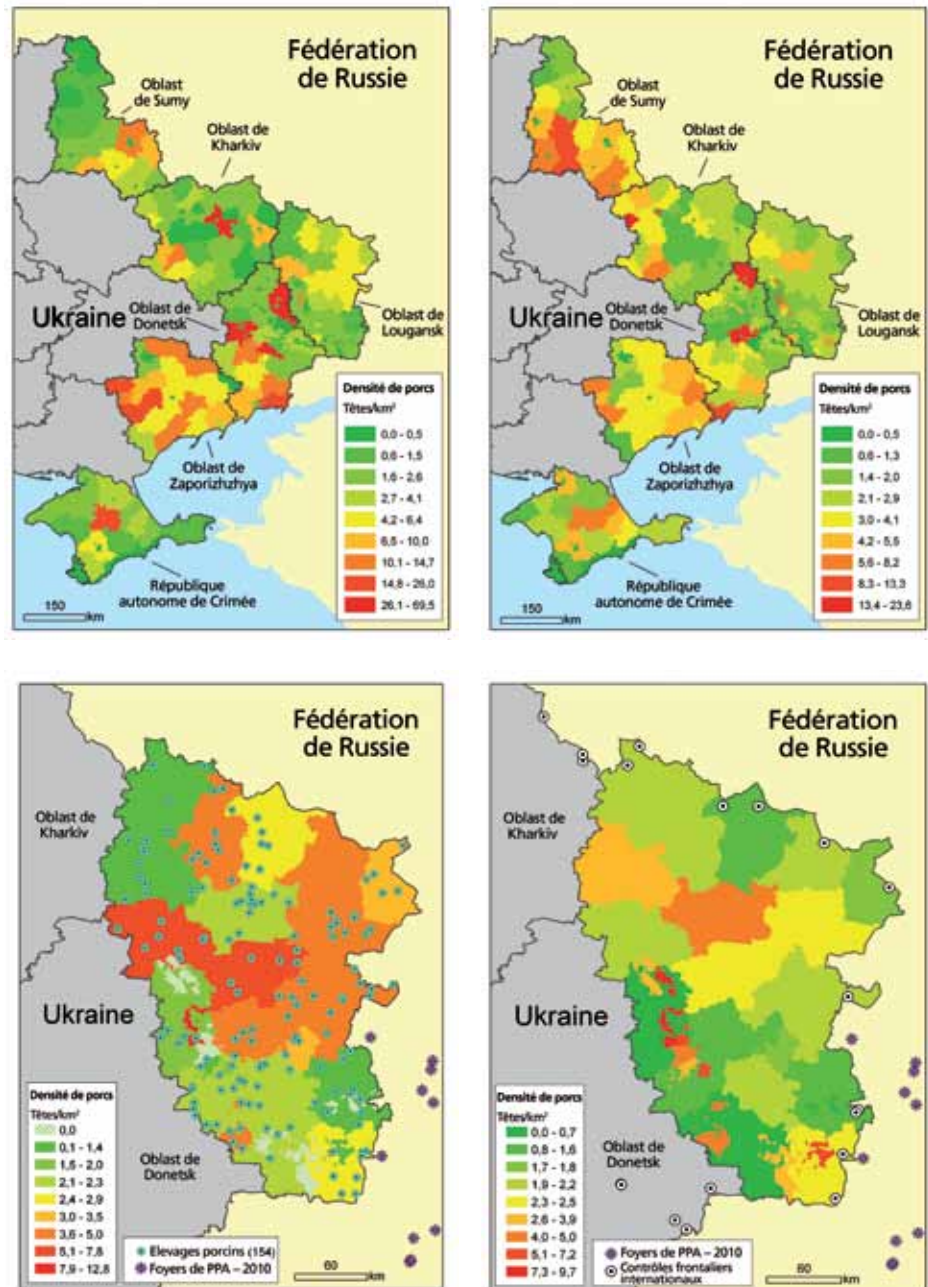 Fédération
de Russie
Oblast
de Sumy
Oblast de
Kharkiv
Ukraine
Oblast de
Donetsk
Oblast de
Lougansk
Oblast de
Zaporizhzhya
République
autonome de Crimée
150
km
Densité de porcs
Têtes/km²
0,0 - 0,5
0,6 - 1,5
1,6 - 2,6
2,7 - 4,1
4,2 - 6,4
6,5 - 10,0
10,1 - 14,7
14,8 - 26,0
26,1 - 69,5
Fédération
de Russie
Oblast
de Sumy
Oblast de
Kharkiv
Ukraine
Oblast de
Donetsk
Oblast de
Lougansk
Oblast de
Zaporizhzhya
République
autonome de Crimée
150
km
Densité de porcs
Têtes/km²
0,0 - 0,5
0,6 - 1,3
1,4 - 2,0
2,1 - 2,9
3,0 - 4,1
4,2 - 5,5
5,6 - 8,2
8,3 - 13,3
13,4 - 23,6
Fédération
de Russie
Oblast de
Kharkiv
Ukraine
Oblast de
Donetsk
Densité de porcs
Têtes/km²
0,0
0,1 - 1,4
1,5 - 2,0
2,1 - 2,3
2,4 - 2,9
3,0 - 3,5
3,6 - 5,0
5,1 - 7,8
7,9 - 12,8
Elevages porcins (154)
Foyers de PPA – 2010
60
km
Fédération
de Russie
Oblast de
Kharkiv
Ukraine
Oblast de
Donetsk
Densité de porcs
Têtes/km²
0,0 - 0,7
0,8 - 1,6
1,7 - 1,8
1,9 - 2,2
2,3 - 2,5
2,6 - 3,9
4,0 - 5,0
5,1 - 7,2
7,3 - 9,7
Foyers de PPA – 2010
Contrôles frontaliers
internationaux
60
km